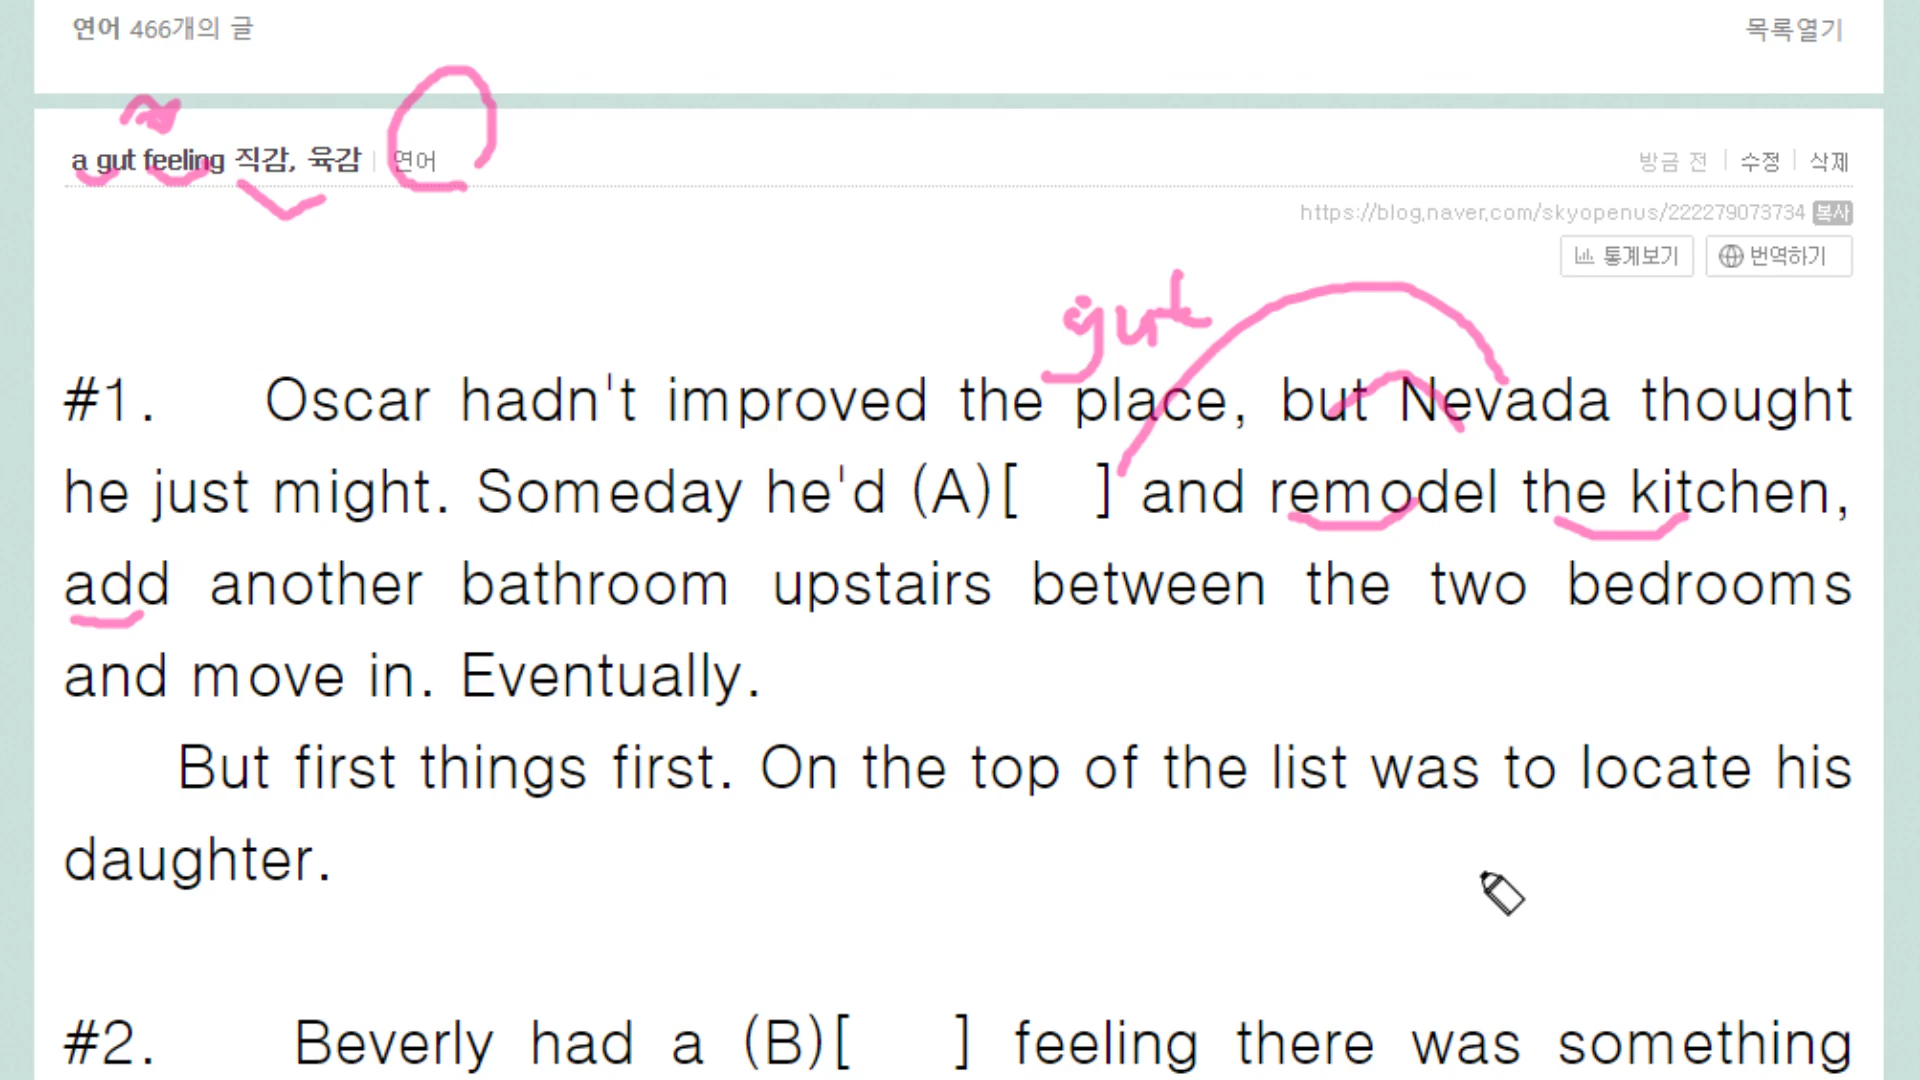 연어 466개의 글 목록열기
a gut feeling 직감, 육감 연어 방금 전 수정 삭제
https://blog.naver.com/skyopenus/222279073734 복사
통계보기 번역하기
gut
#1. Oscar hadn't improved the place, but Nevada thought
he just might. Someday he'd (A)[ ] and remodel the kitchen,
add another bathroom upstairs between the two bedrooms
and move in. Eventually.
But first things first. On the top of the list was to locate his
daughter.
#2. Beverly had a (B)[ ] feeling there was something